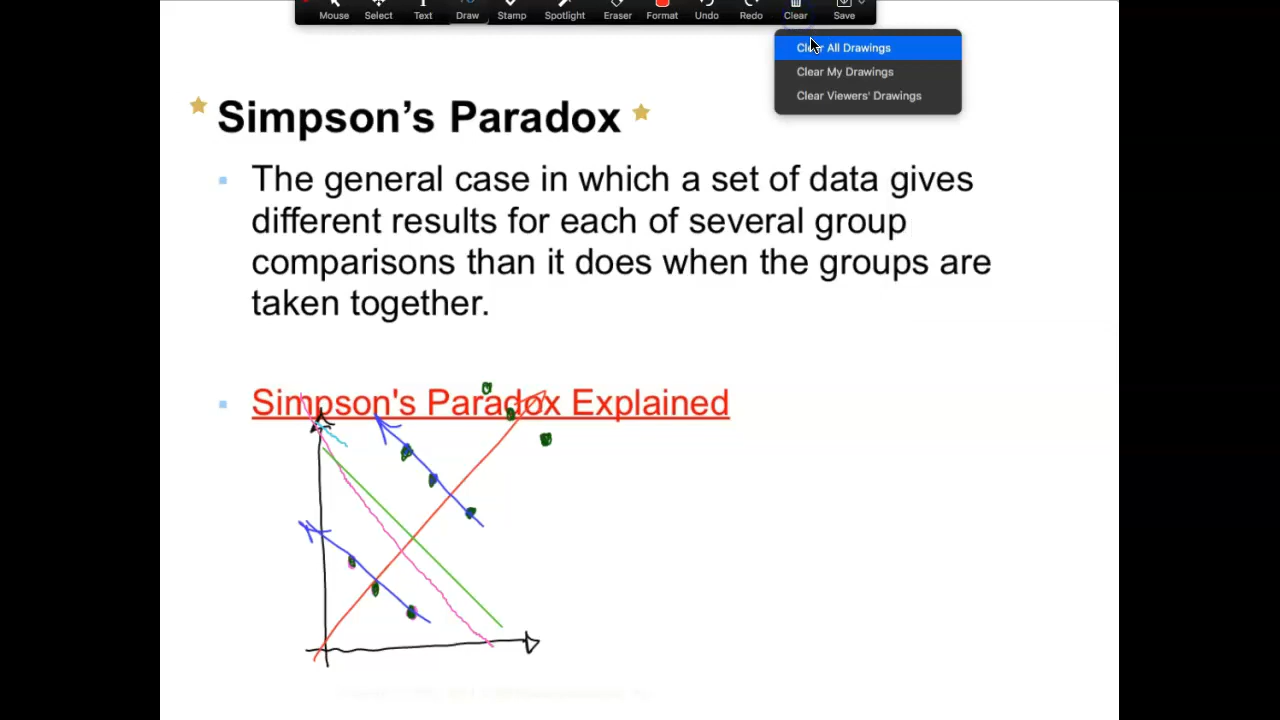 Mouse Select Text Draw Stamp Spotlight Eraser Format Undo Redo Clear Save
Clear All Drawings
Clear My Drawings
Clear Viewers' Drawings
Simpson’s Paradox
The general case in which a set of data gives
different results for each of several group
comparisons than it does when the groups are
taken together.
Simpson's Paradox Explained